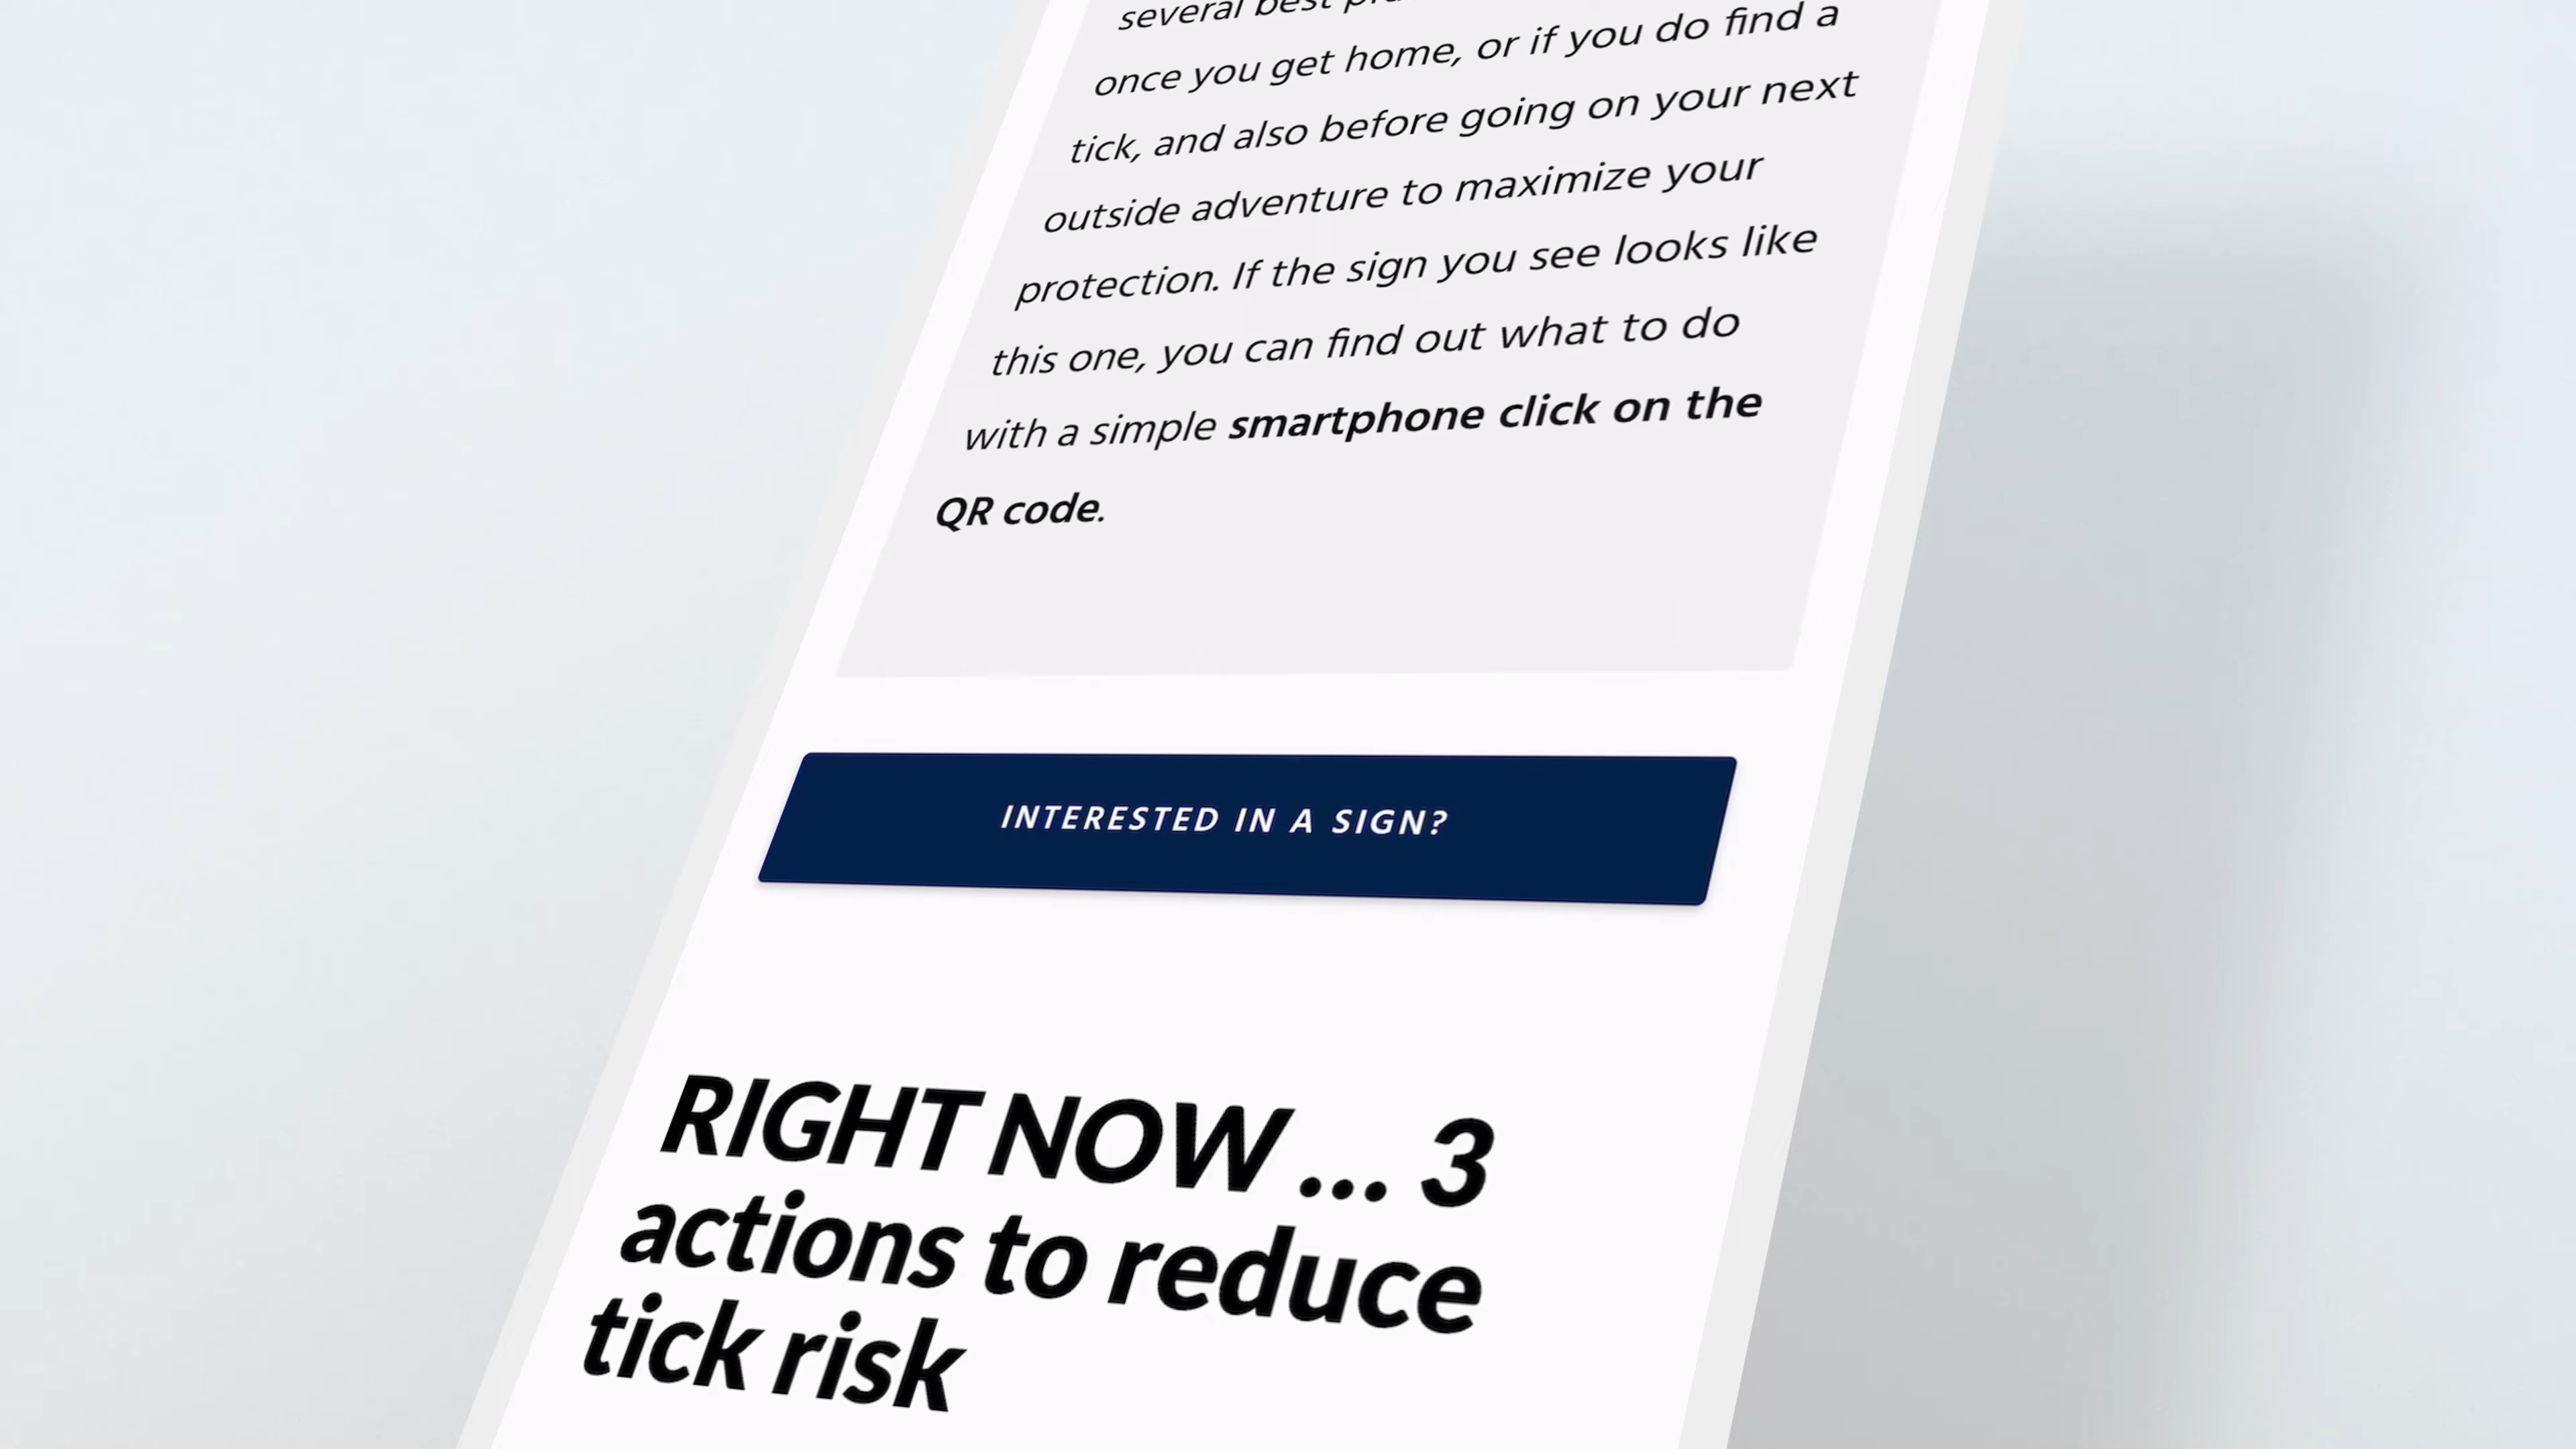 several best
once you get home, or if you do find a
tick, and also before going on your next
outside adventure to maximize your
protection. If the sign you see looks like
this one, you can find out what to do
with a simple smartphone click on the
QR code.
INTERESTED IN A SIGN?
RIGHT NOW ... 3
actions to reduce
tick risk